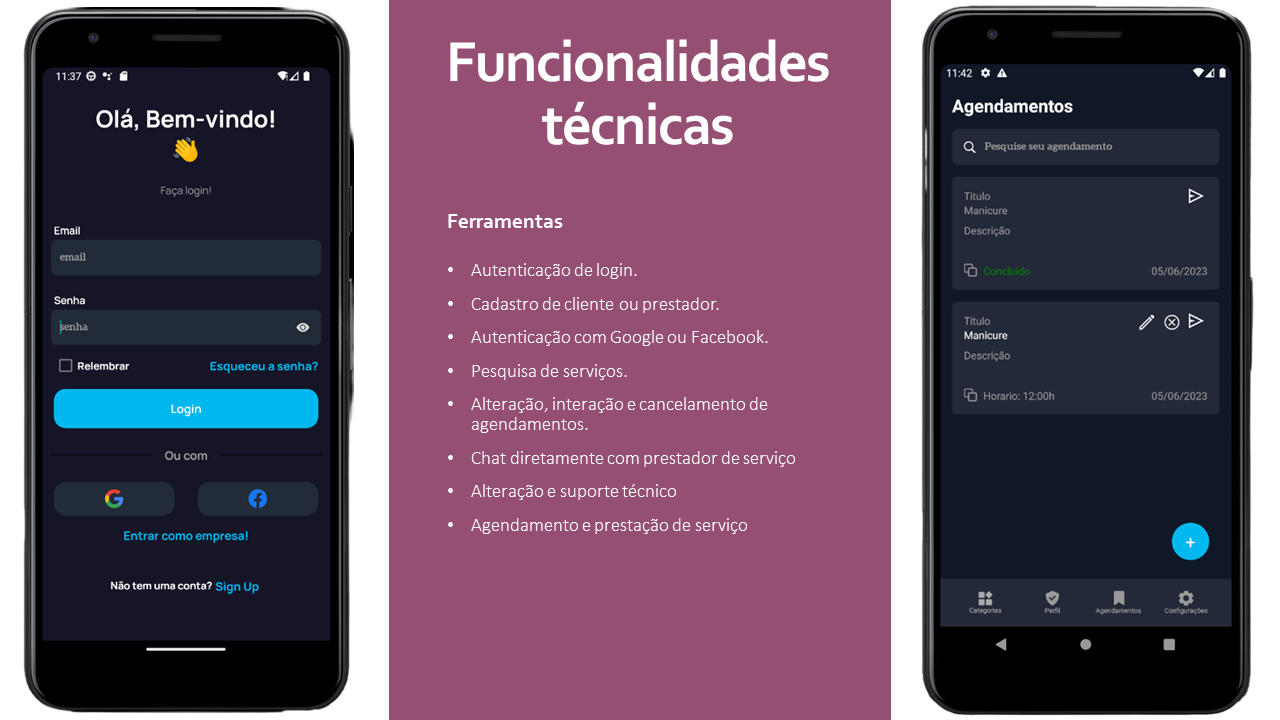 11:37
Olá, Bem-vindo!
👋
Faça login!
Email
email
Senha
senha
Relembrar
Esqueceu a senha?
Login
Ou com
Entrar como empresa!
Não tem uma conta? Sign Up
Funcionalidades
técnicas
Ferramentas
• Autenticação de login.
• Cadastro de cliente ou prestador.
• Autenticação com Google ou Facebook.
• Pesquisa de serviços.
• Alteração, interação e cancelamento de
agendamentos.
• Chat diretamente com prestador de serviço
• Alteração e suporte técnico
• Agendamento e prestação de serviço
11:42
Agendamentos
Pesquise seu agendamento
Titulo
Manicure
Descrição
Concluido 05/06/2023
Titulo
Manicure
Descrição
Horario: 12:00h 05/06/2023
+
Categorias Perfil Agendamentos Configurações